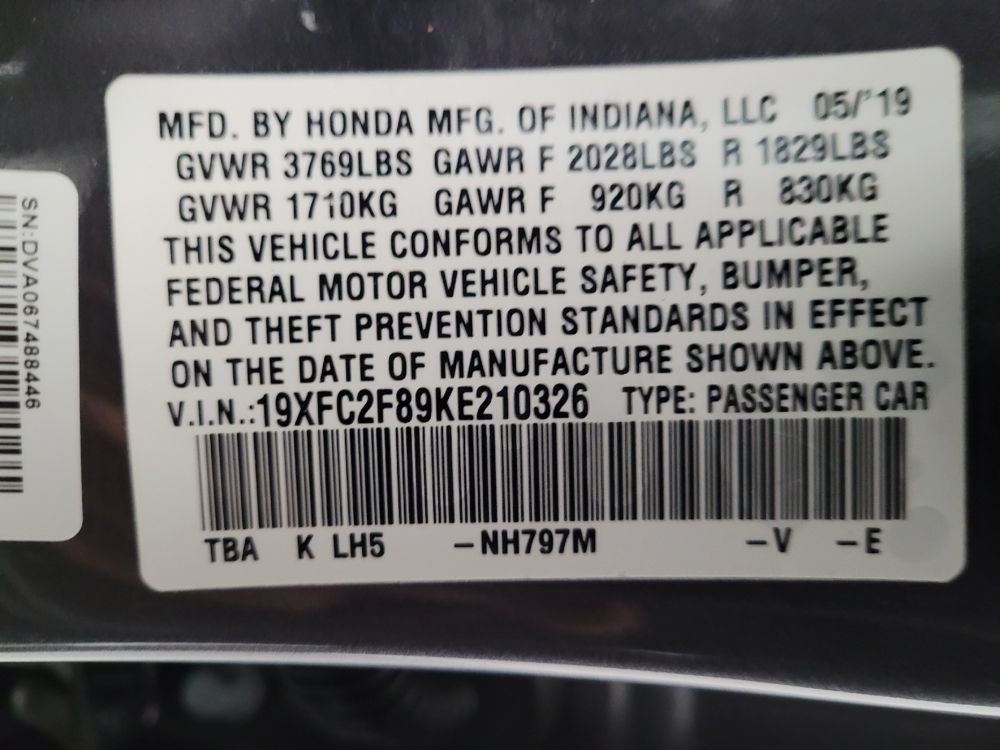 MFD. BY HONDA MFG. OF INDIANA, LLC 05/'19
GVWR 3769LBS GAWR F 2028LBS R 1829LBS
GVWR 1710KG GAWR F 920KG R 830KG
THIS VEHICLE CONFORMS TO ALL APPLICABLE
FEDERAL MOTOR VEHICLE SAFETY, BUMPER,
AND THEFT PREVENTION STANDARDS IN EFFECT
ON THE DATE OF MANUFACTURE SHOWN ABOVE.
V.I.N.:19XFC2F89KE210326 TYPE: PASSENGER CAR
TBA K LH5 –NH797M –V –E
SN:DVA067488446